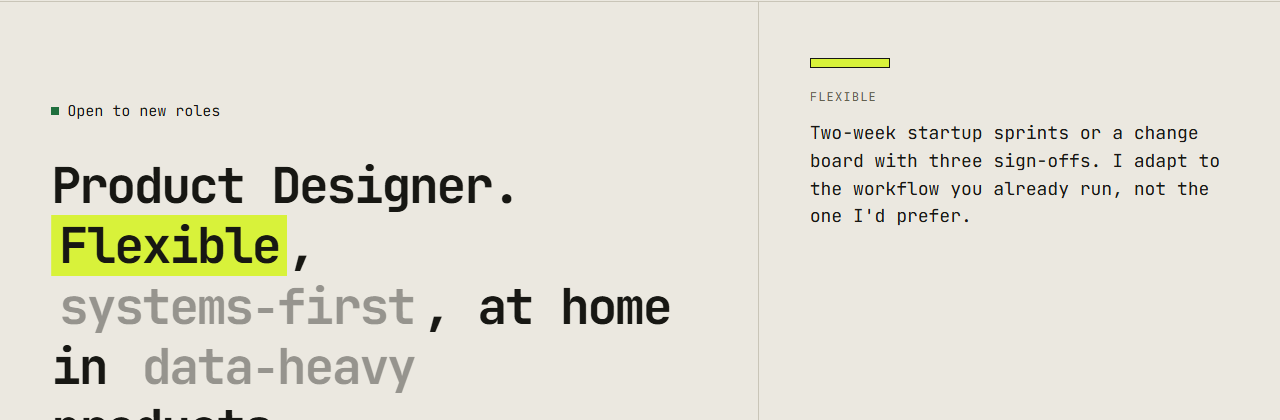 Open to new roles
Product Designer.
Flexible,
systems-first, at home
in data-heavy
products
FLEXIBLE
Two-week startup sprints or a change
board with three sign-offs. I adapt to
the workflow you already run, not the
one I'd prefer.